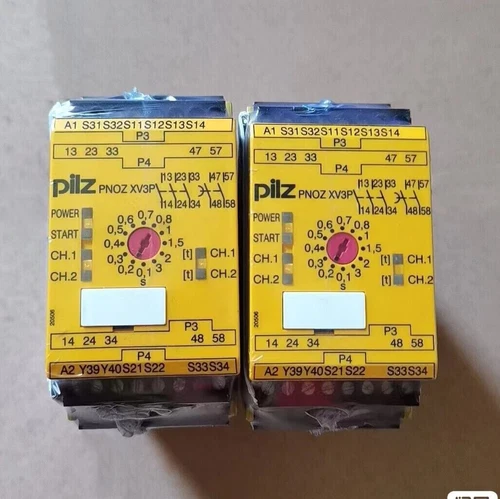 A1 S31S32S11S12S13S14
P3
13 23 33 47 57
P4
pilz
PNOZ XV3P
13 23 33 47 57
14 24 34 48 58
POWER
START
CH.1
CH.2
0,7
0,6 0,8
0,5 1
0,4 1,5
0,3 2
0,2 3
0,1
s
[t] CH.1
[t] CH.2
20506
P3
14 24 34 48 58
P4
A2 Y39Y40S21S22 S33S34
A1 S31S32S11S12S13S14
P3
13 23 33 47 57
P4
pilz
PNOZ XV3P
13 23 33 47 57
14 24 34 48 58
POWER
START
CH.1
CH.2
0,7
0,6 0,8
0,5 1
0,4 1,5
0,3 2
0,2 3
0,1
s
[t] CH.1
[t] CH.2
20506
P3
14 24 34 48 58
P4
A2 Y39Y40S21S22 S33S34